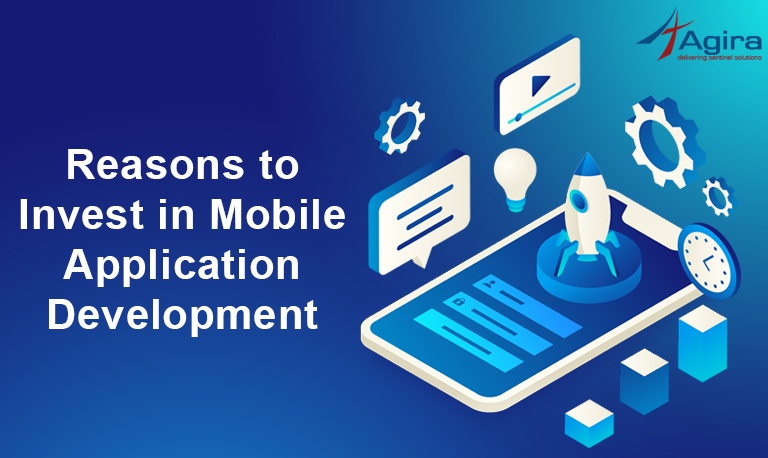 Agira
delivering sentinel solutions
Reasons to
Invest in Mobile
Application
Development